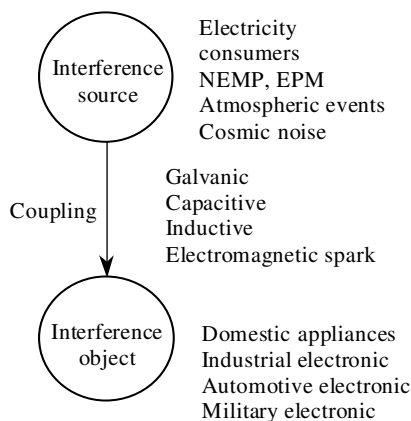 Interference
source
Electricity
consumers
NEMP, EPM
Atmospheric events
Cosmic noise
Coupling
Galvanic
Capacitive
Inductive
Electromagnetic spark
Interference
object
Domestic appliances
Industrial electronic
Automotive electronic
Military electronic